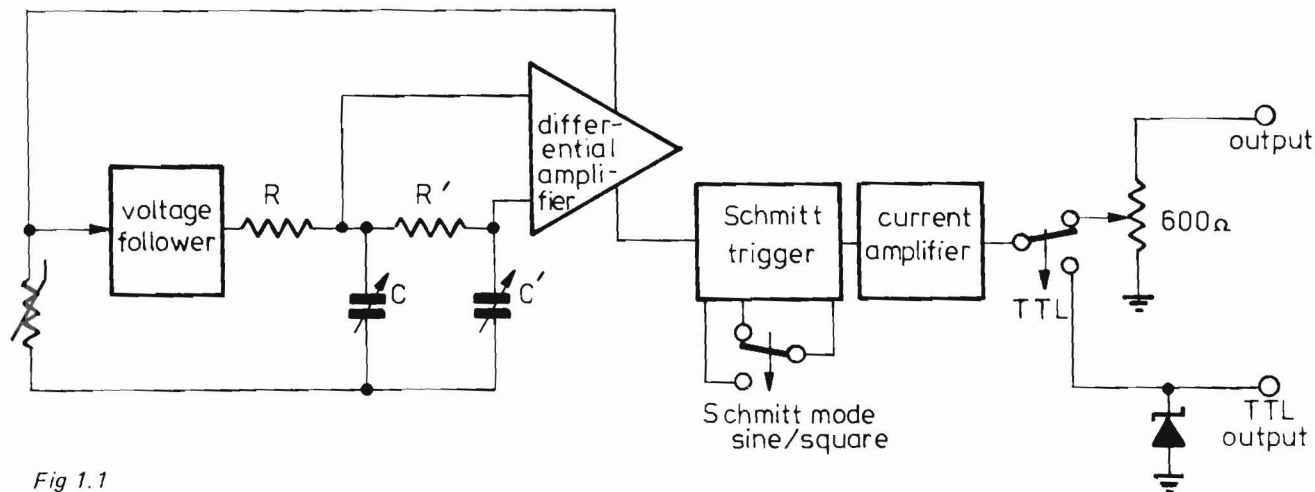 differ-
ential
ampli-
fier
voltage
follower
R
R′
C
C′
Schmitt
trigger
current
amplifier
Schmitt mode
sine/square
TTL
output
600Ω
TTL
output
Fig 1.1